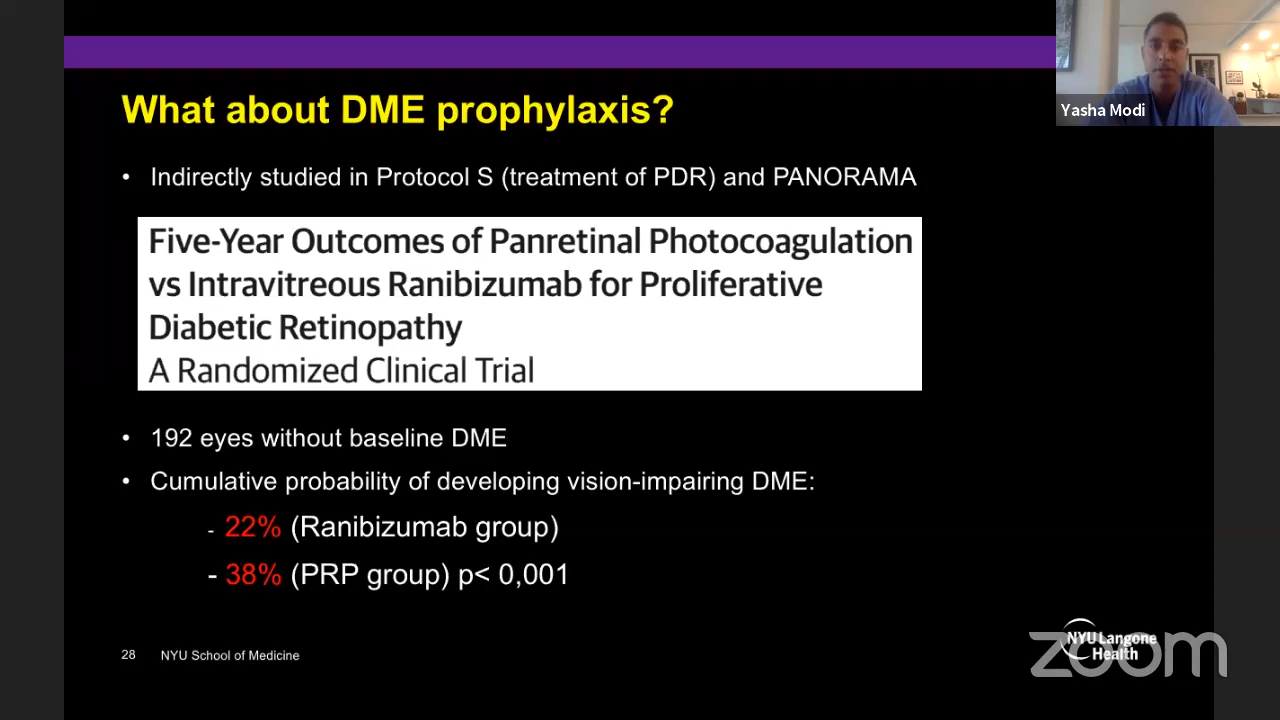 Yasha Modi
What about DME prophylaxis?
• Indirectly studied in Protocol S (treatment of PDR) and PANORAMA
Five-Year Outcomes of Panretinal Photocoagulation
vs Intravitreous Ranibizumab for Proliferative
Diabetic Retinopathy
A Randomized Clinical Trial
• 192 eyes without baseline DME
• Cumulative probability of developing vision-impairing DME:
- 22% (Ranibizumab group)
- 38% (PRP group) p< 0,001
28 NYU School of Medicine
NYU Langone
Health
zoom